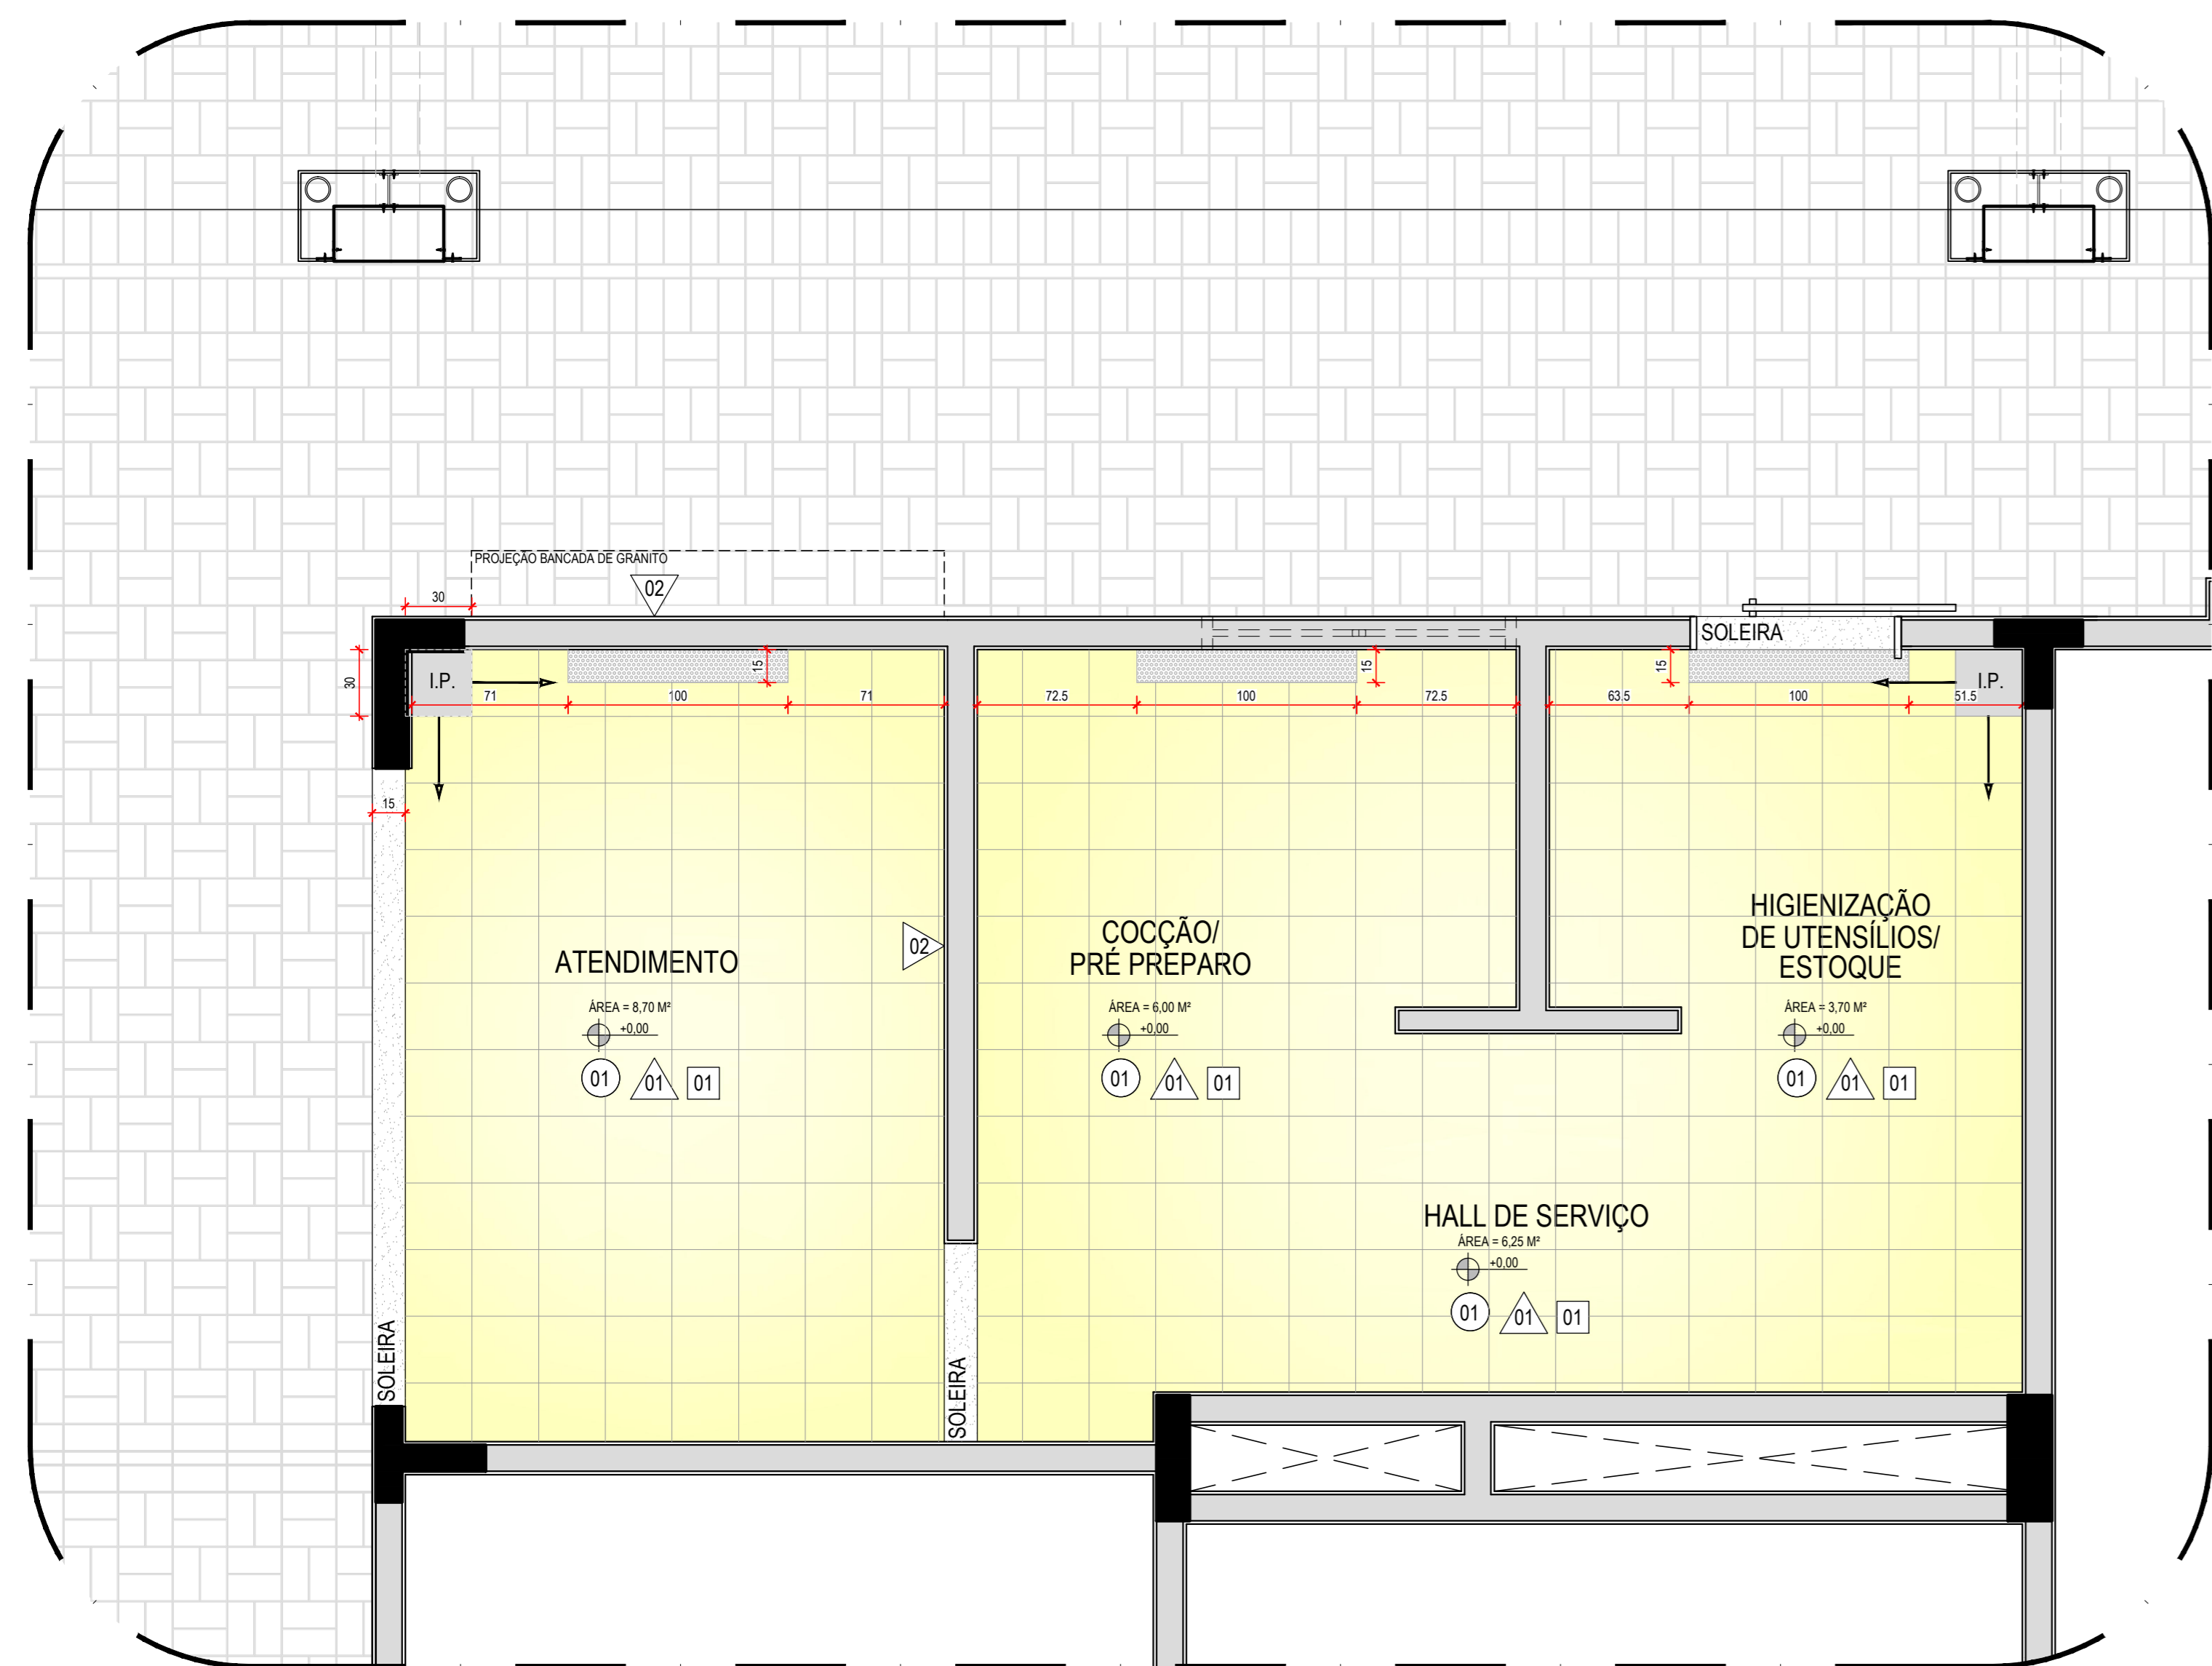 PROJEÇÃO BANCADA DE GRANITO
02
30
SOLEIRA
30
I.P.
15
15
15
I.P.
71
100
71
72.5
100
72.5
63.5
100
51.5
15
ATENDIMENTO
ÁREA = 8,70 M²
+0,00
01
01
01
02
COCÇÃO/
PRÉ PREPARO
ÁREA = 6,00 M²
+0,00
01
01
01
HIGIENIZAÇÃO
DE UTENSÍLIOS/
ESTOQUE
ÁREA = 3,70 M²
+0,00
01
01
01
HALL DE SERVIÇO
ÁREA = 6,25 M²
+0,00
01
01
01
SOLEIRA
SOLEIRA